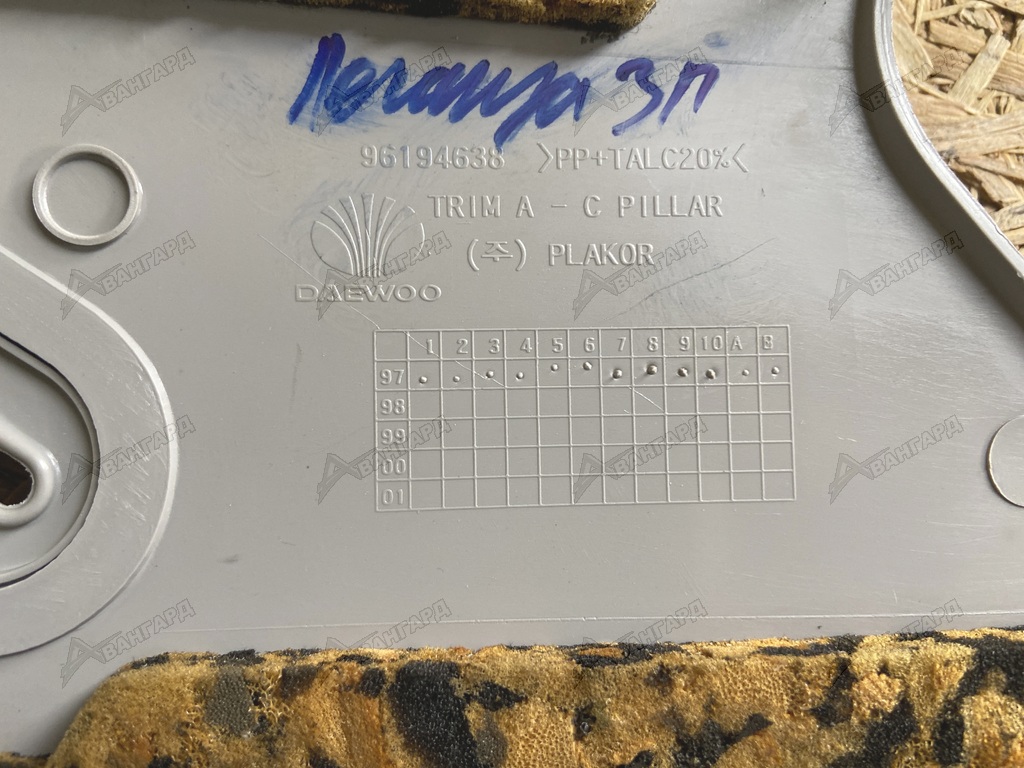 Леганза ЗП
96194638 >PP+TALC20%<
TRIM A - C PILLAR
(주) PLAKOR
DAEWOO
1 2 3 4 5 6 7 8 9 10 A B
97
98
99
00
01
АВАНГАРД